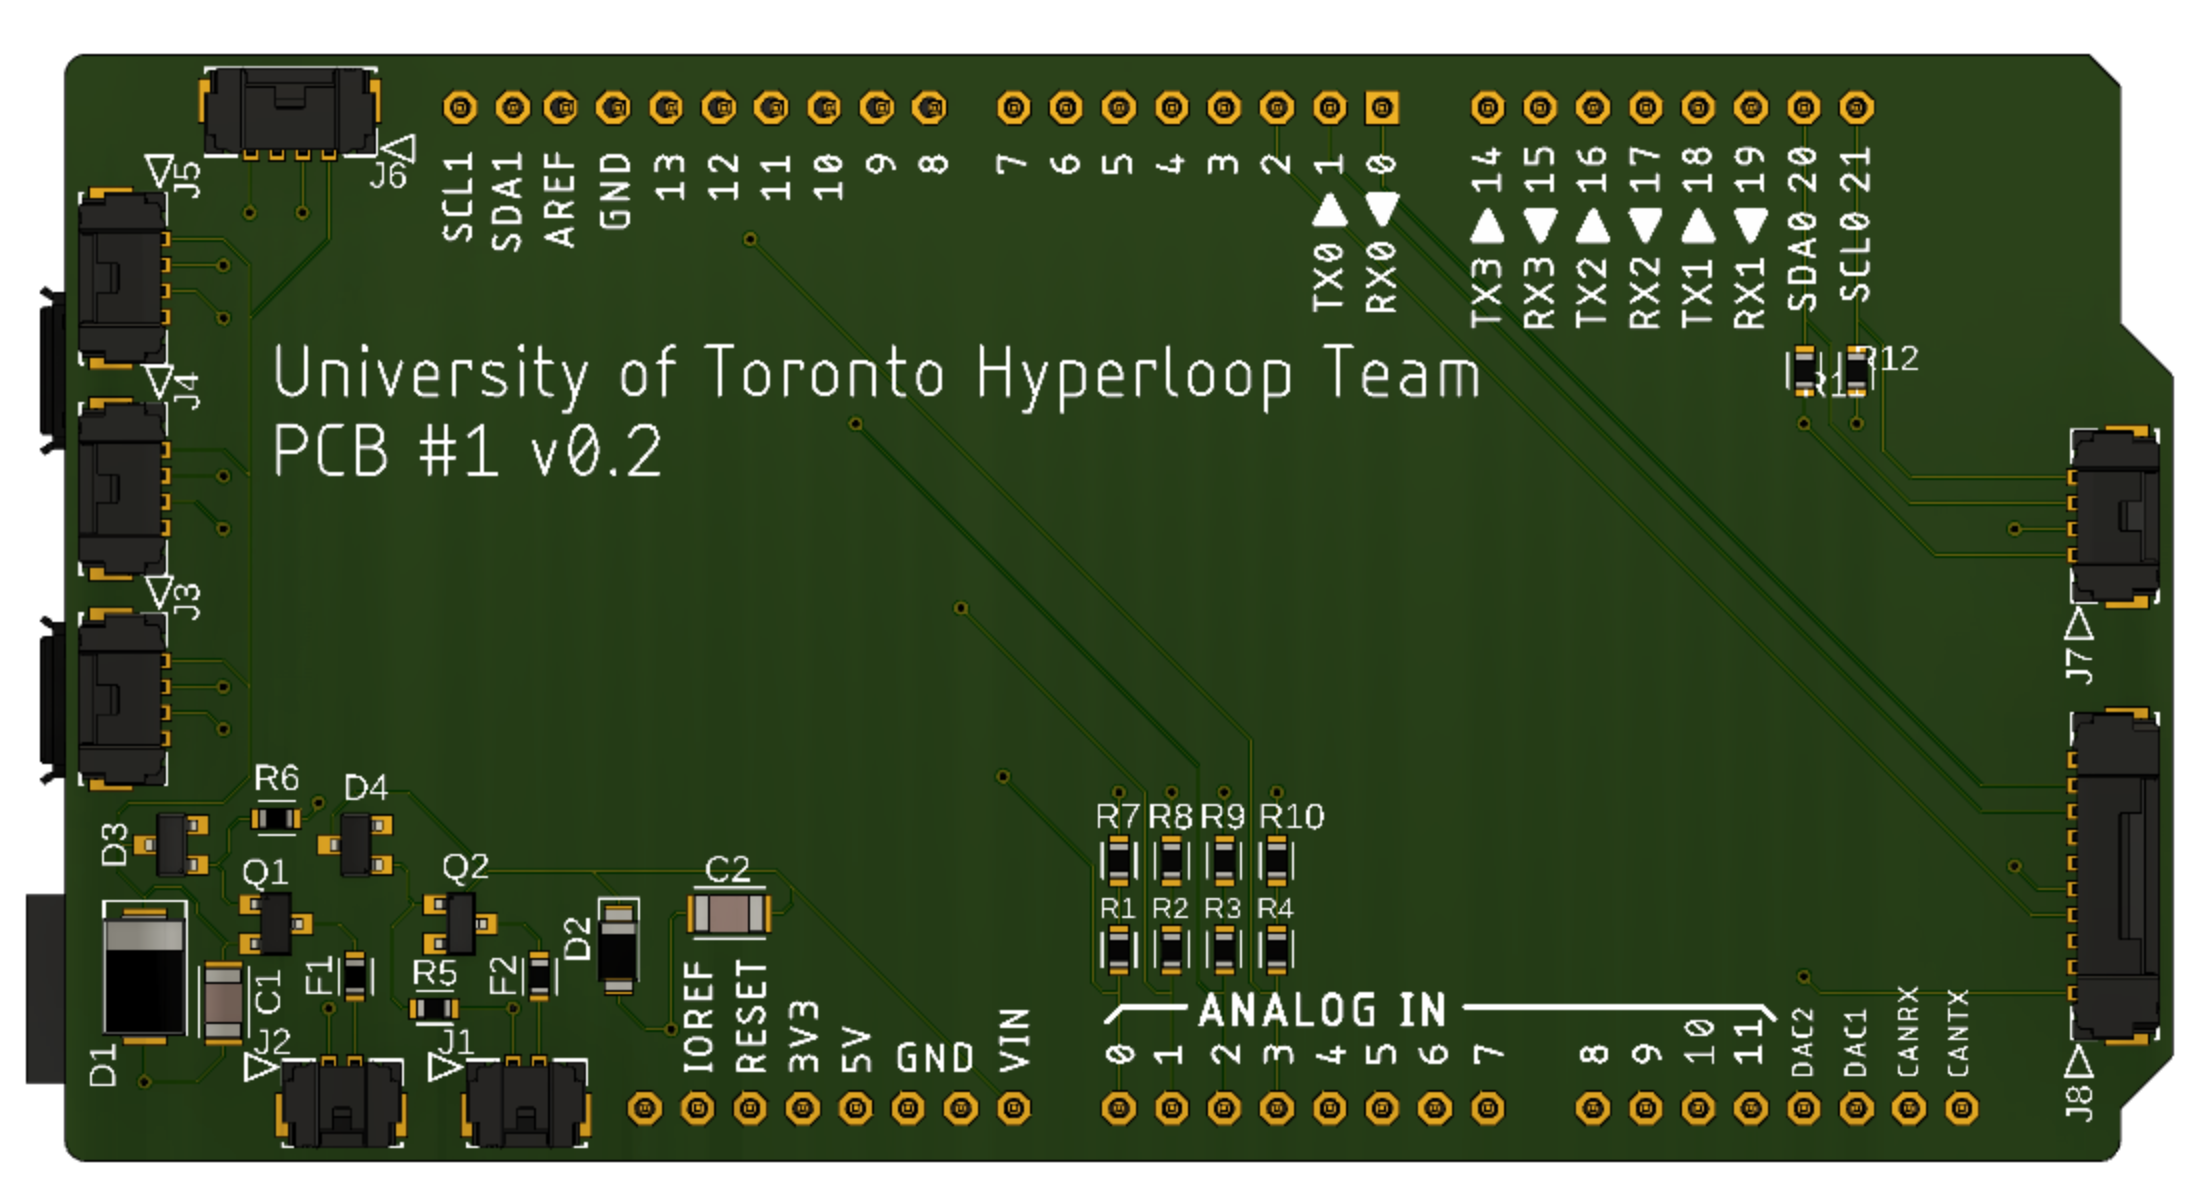 J6
J5
SCL1
SDA1
AREF
GND
13
12
11
10
9
8
7
6
5
4
3
2
TX0 ▶ 1
RX0 ◀ 0
TX3 ▶ 14
RX3 ◀ 15
TX2 ▶ 16
RX2 ◀ 17
TX1 ▶ 18
RX1 ◀ 19
SDA0 20
SCL0 21
University of Toronto Hyperloop Team
PCB #1 v0.2
R12
J4
J3
J7
R6
D4
D3
Q1
Q2
C2
R7 R8 R9 R10
R1 R2 R3 R4
D2
F1
R5
F2
C1
D1
J2
J1
IOREF
RESET
3V3
5V
GND
VIN
ANALOG IN
0
1
2
3
4
5
6
7
8
9
10
11
DAC2
DAC1
CANRX
CANTX
J8